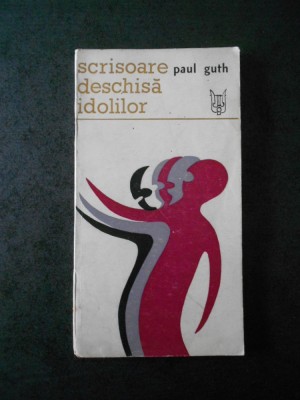 scrisoare
deschisă
idolilor
paul guth